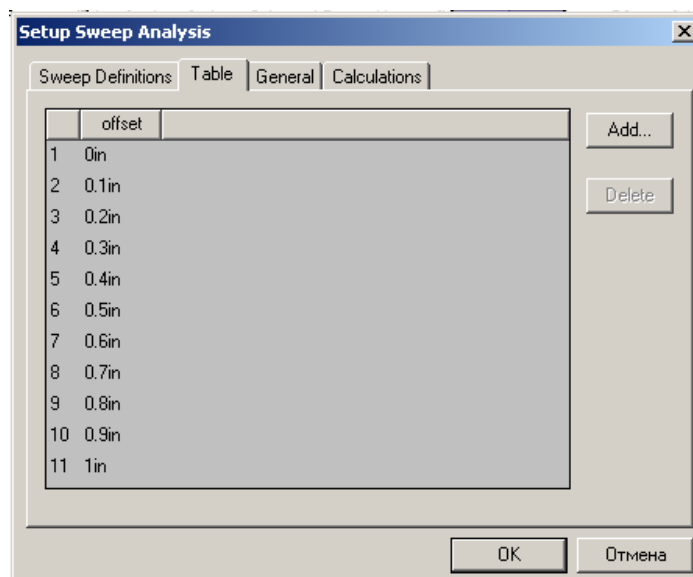 Setup Sweep Analysis
Sweep Definitions Table General Calculations
offset
Add...
1 0in
2 0.1in
Delete
3 0.2in
4 0.3in
5 0.4in
6 0.5in
7 0.6in
8 0.7in
9 0.8in
10 0.9in
11 1in
OK Отмена